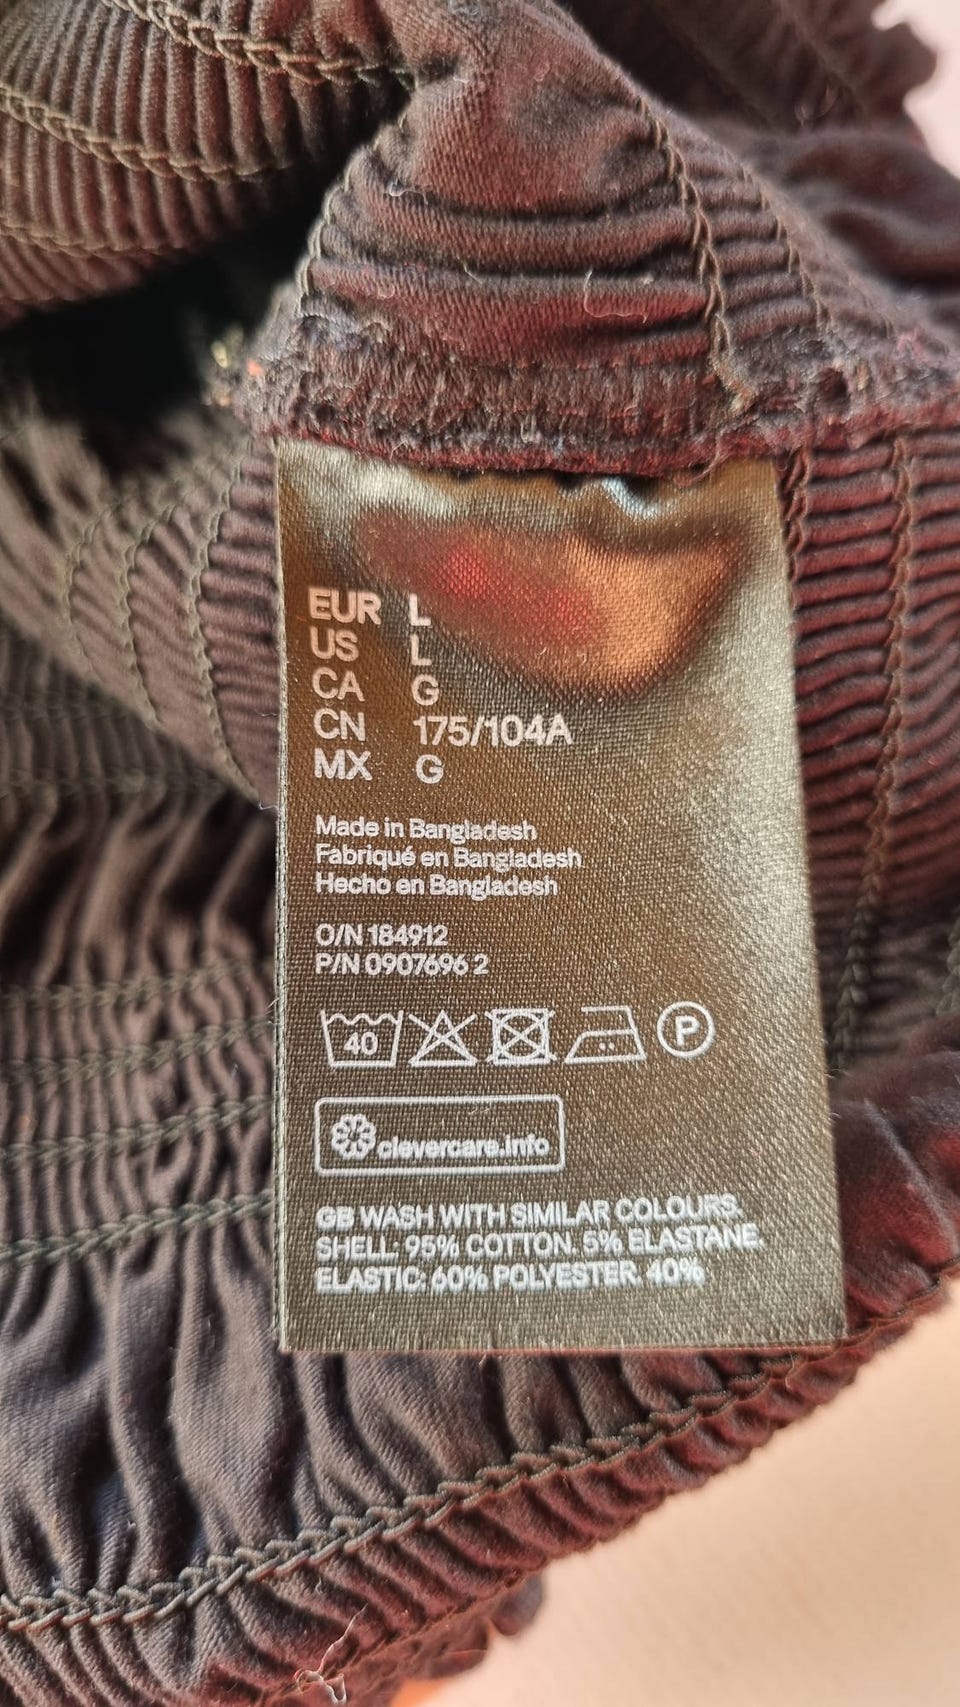 EUR L
US L
CA G
CN 175/104A
MX G
Made in Bangladesh
Fabriqué en Bangladesh
Hecho en Bangladesh
O/N 184912
P/N 0907696 2
40 P
clevercare.info
GB WASH WITH SIMILAR COLOURS.
SHELL: 95% COTTON. 5% ELASTANE
ELASTIC: 60% POLYESTER. 40%